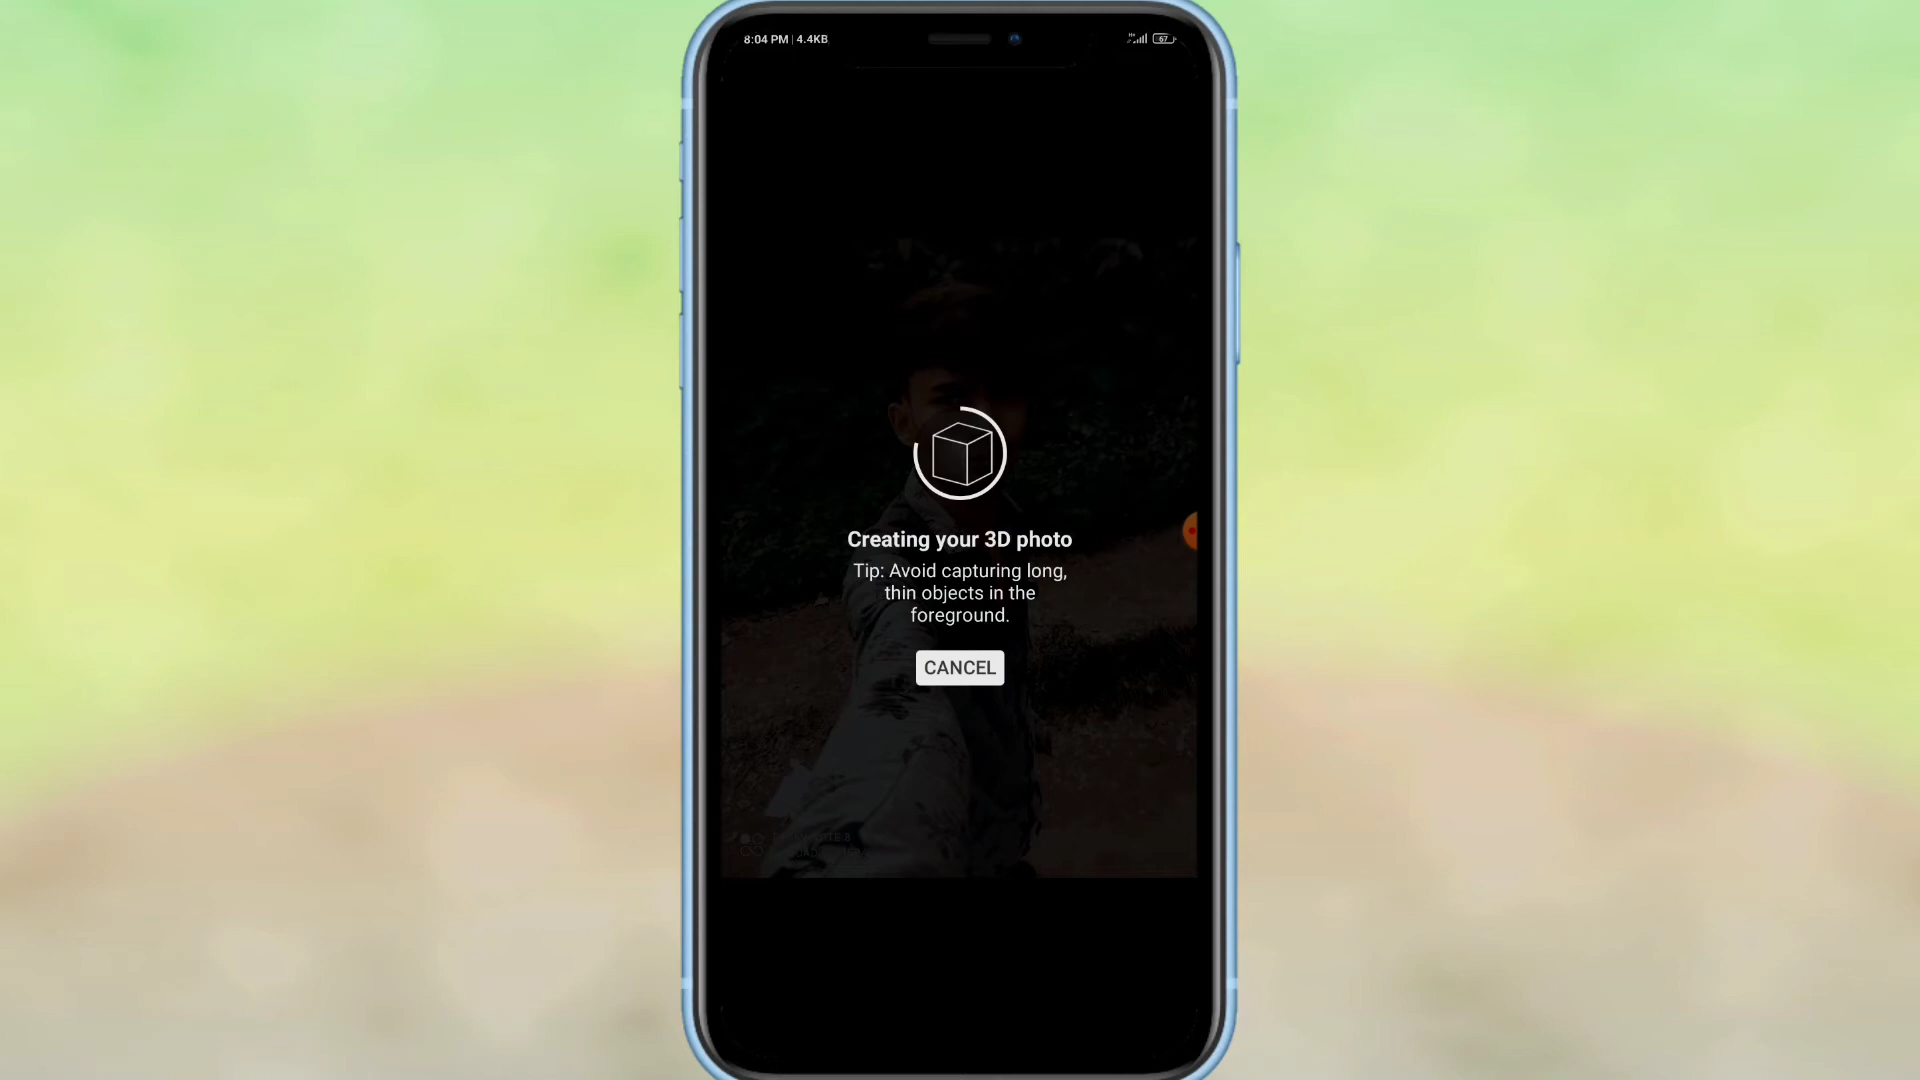 8:04 PM | 4.4KB
67
Creating your 3D photo
Tip: Avoid capturing long,
thin objects in the
foreground.
CANCEL